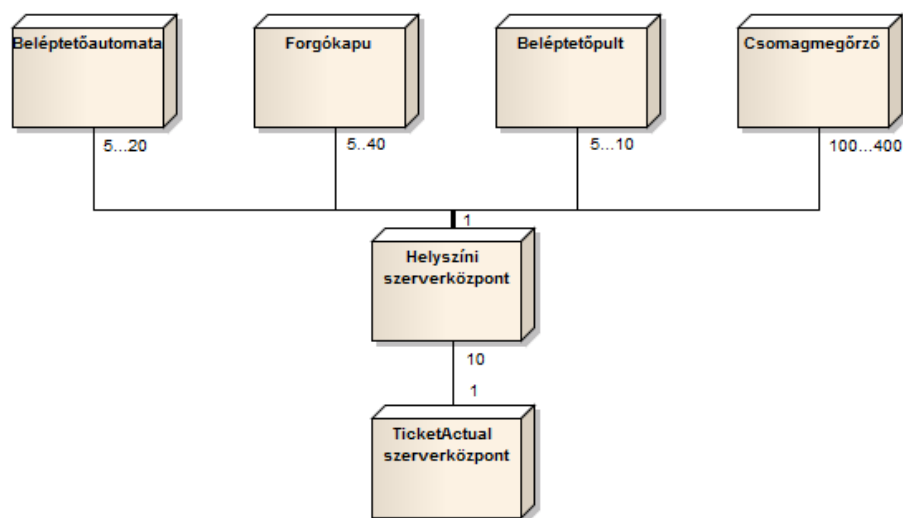 Beléptetőautomata
Forgókapu
Beléptetőpult
Csomagmegőrző
5...20
5..40
5...10
100...400
1
Helyszíni
szerverközpont
10
1
TicketActual
szerverközpont